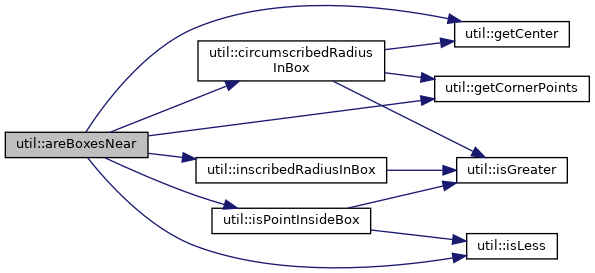 util::areBoxesNear
util::circumscribedRadius
InBox
util::inscribedRadiusInBox
util::isPointInsideBox
util::getCenter
util::getCornerPoints
util::isGreater
util::isLess